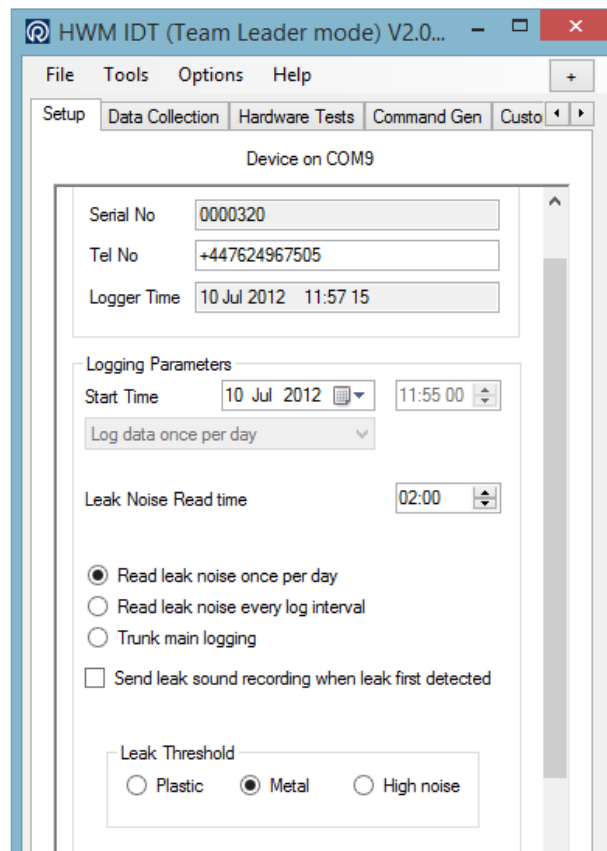 HWM IDT (Team Leader mode) V2.0...
File Tools Options Help +
Setup Data Collection Hardware Tests Command Gen Custo
Device on COM9
Serial No 0000320
Tel No +447624967505
Logger Time 10 Jul 2012 11:57 15
Logging Parameters
Start Time 10 Jul 2012 11:55 00
Log data once per day
Leak Noise Read time 02:00
Read leak noise once per day
Read leak noise every log interval
Trunk main logging
Send leak sound recording when leak first detected
Leak Threshold
Plastic Metal High noise